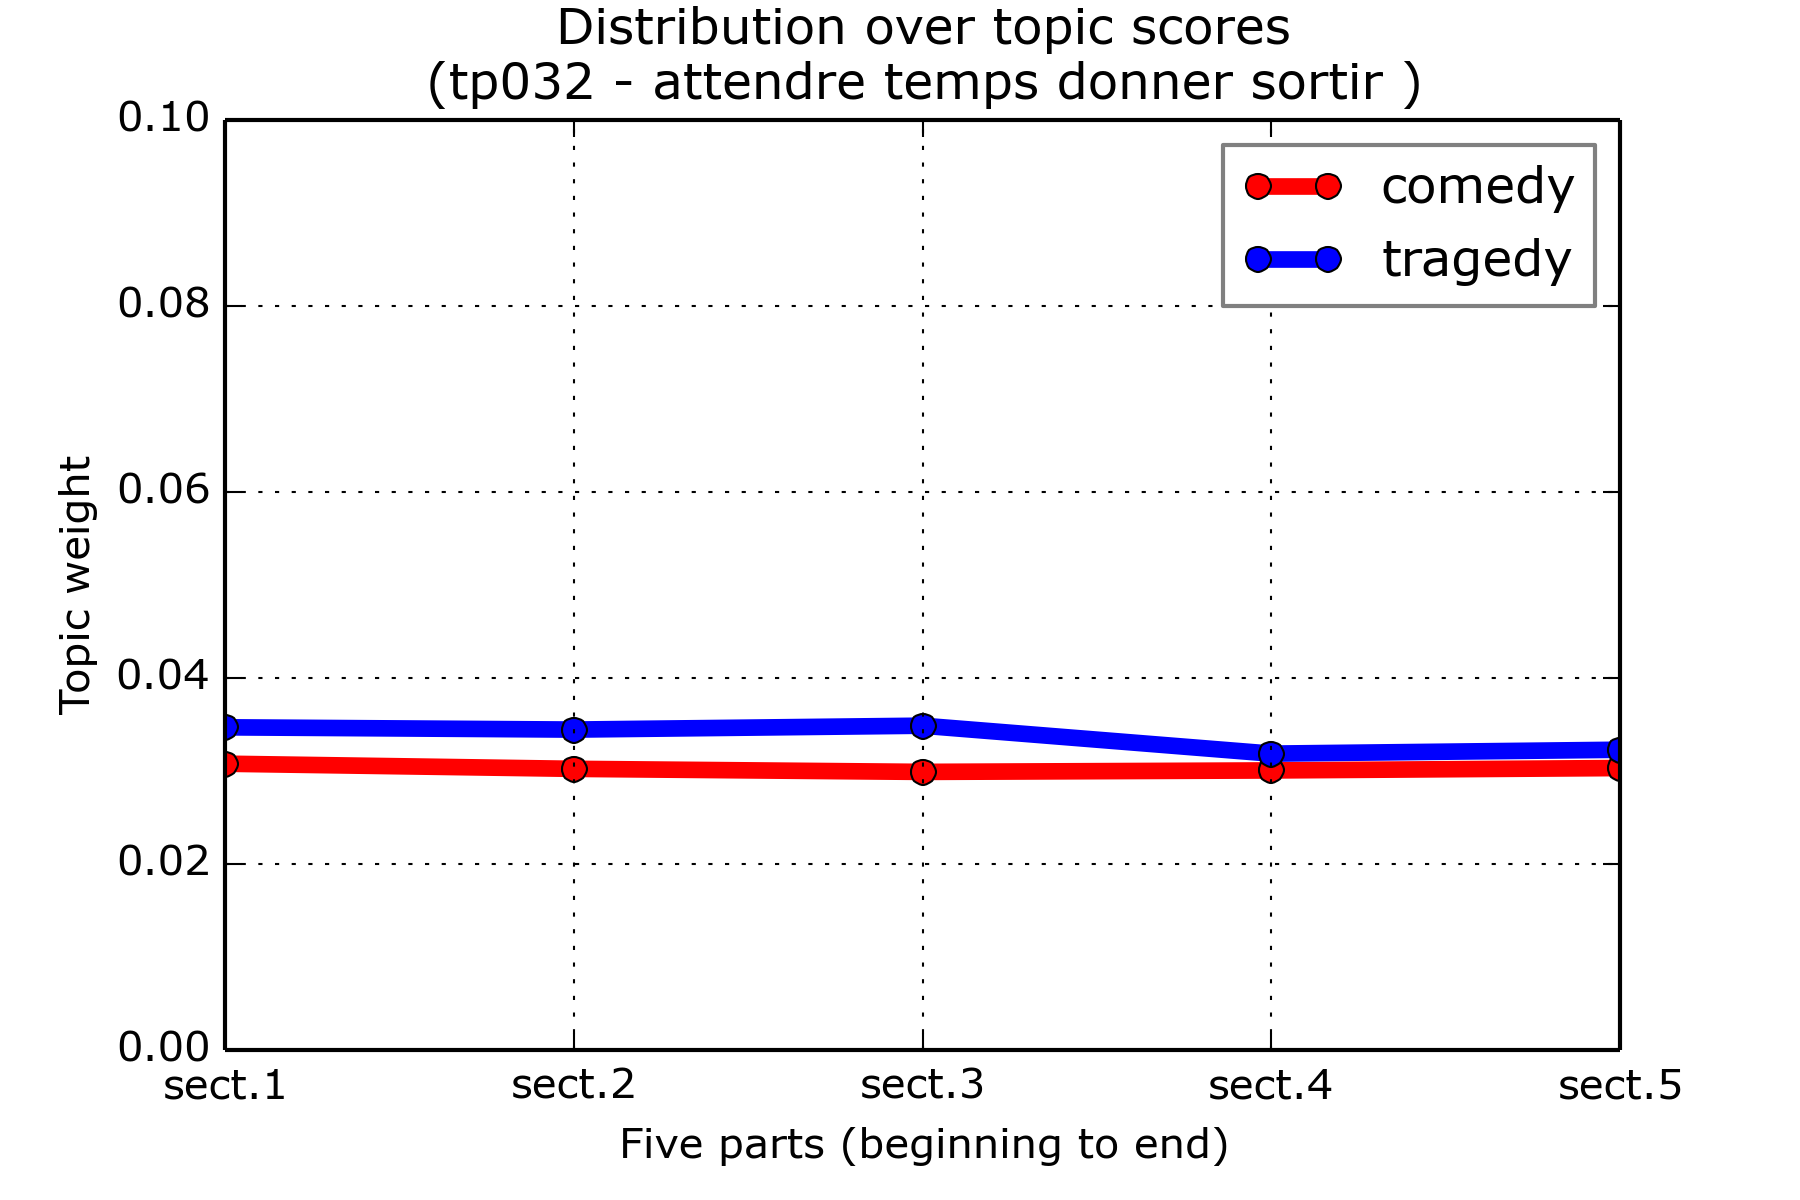 Distribution over topic scores
(tp032 - attendre temps donner sortir )
0.10
0.08
0.06
0.04
0.02
0.00
Topic weight
comedy
tragedy
sect.1 sect.2 sect.3 sect.4 sect.5
Five parts (beginning to end)